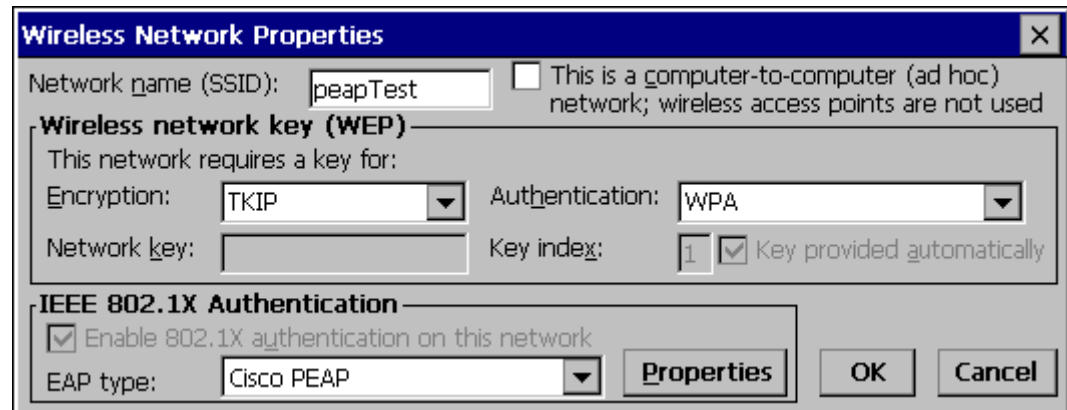 Wireless Network Properties
Network name (SSID): peapTest
This is a computer-to-computer (ad hoc)
network; wireless access points are not used
Wireless network key (WEP)
This network requires a key for:
Encryption: TKIP Authentication: WPA
Network key: Key index: 1 Key provided automatically
IEEE 802.1X Authentication
Enable 802.1X authentication on this network
EAP type: Cisco PEAP Properties OK Cancel